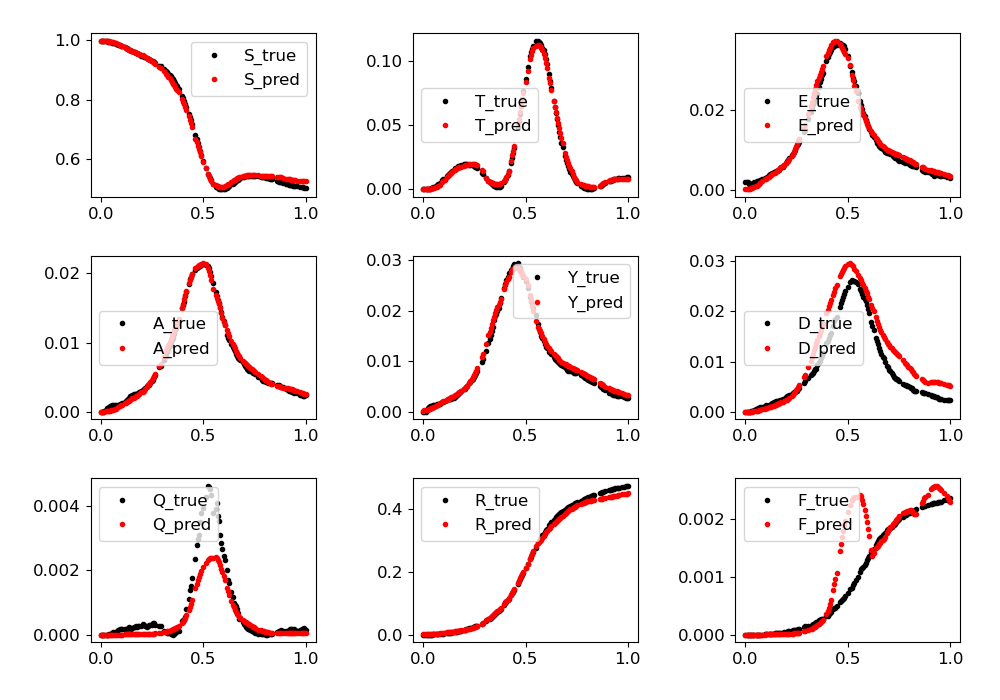 1.0
0.8
0.6
0.0 0.5 1.0
S_true
S_pred
0.10
0.05
0.00
0.0 0.5 1.0
T_true
T_pred
0.02
0.00
0.0 0.5 1.0
E_true
E_pred
0.02
0.01
0.00
0.0 0.5 1.0
A_true
A_pred
0.03
0.02
0.01
0.00
0.0 0.5 1.0
Y_true
Y_pred
0.03
0.02
0.01
0.00
0.0 0.5 1.0
D_true
D_pred
0.004
0.002
0.000
0.0 0.5 1.0
Q_true
Q_pred
0.4
0.2
0.0
0.0 0.5 1.0
R_true
R_pred
0.002
0.001
0.000
0.0 0.5 1.0
F_true
F_pred